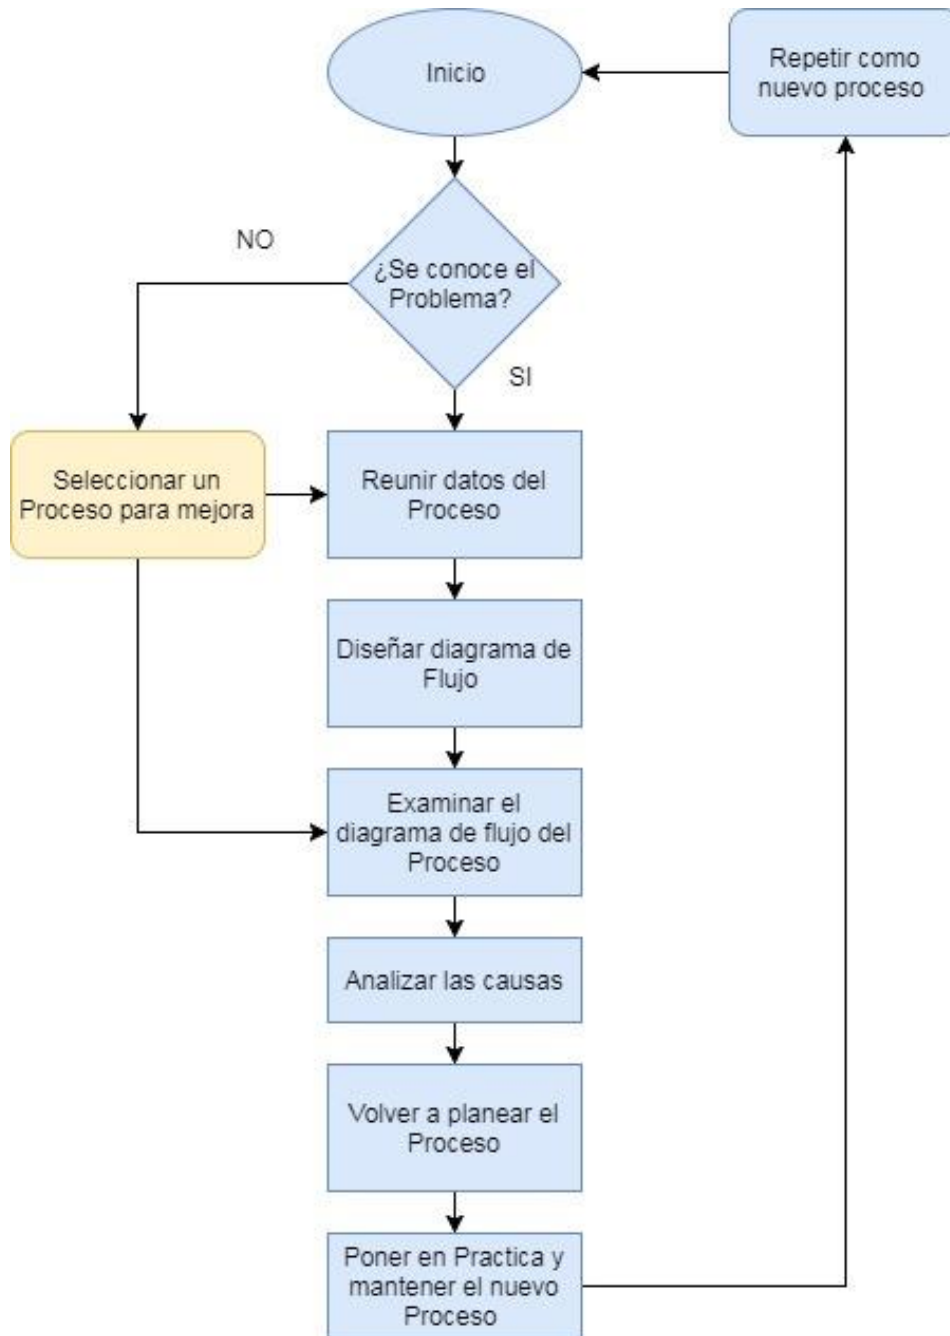 Inicio
Repetir como
nuevo proceso
NO
¿Se conoce el
Problema?
SI
Seleccionar un
Proceso para mejora
Reunir datos del
Proceso
Diseñar diagrama de
Flujo
Examinar el
diagrama de flujo del
Proceso
Analizar las causas
Volver a planear el
Proceso
Poner en Practica y
mantener el nuevo
Proceso